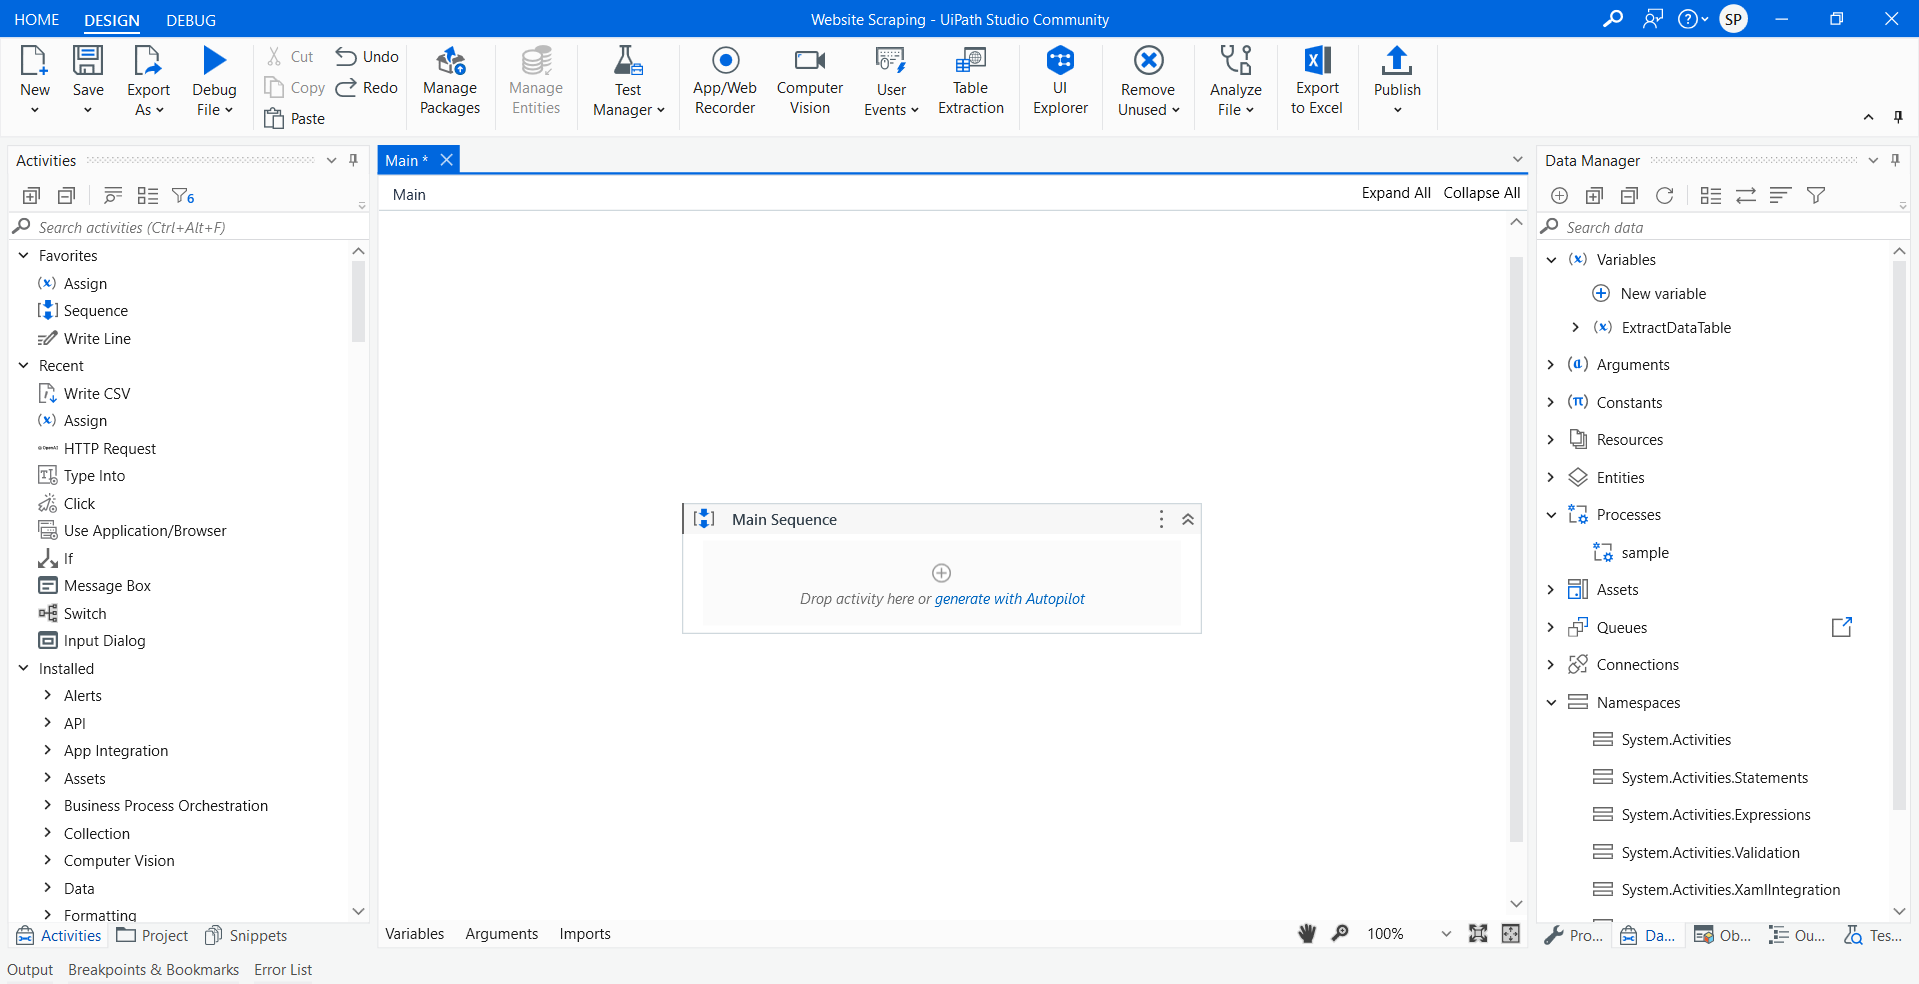 HOME DESIGN DEBUG
Website Scraping - UiPath Studio Community
SP
New
Save
Export As
Debug File
Cut
Copy
Paste
Undo
Redo
Manage Packages
Manage Entities
Test Manager
App/Web Recorder
Computer Vision
User Events
Table Extraction
UI Explorer
Remove Unused
Analyze File
Export to Excel
Publish
Activities
6
Search activities (Ctrl+Alt+F)
Favorites
Assign
Sequence
Write Line
Recent
Write CSV
Assign
HTTP Request
Type Into
Click
Use Application/Browser
If
Message Box
Switch
Input Dialog
Installed
Alerts
API
App Integration
Assets
Business Process Orchestration
Collection
Computer Vision
Data
Formatting
Activities Project Snippets
Main *
Main
Expand All Collapse All
Main Sequence
Drop activity here or generate with Autopilot
Variables Arguments Imports
100%
Data Manager
Search data
Variables
New variable
ExtractDataTable
Arguments
Constants
Resources
Entities
Processes
sample
Assets
Queues
Connections
Namespaces
System.Activities
System.Activities.Statements
System.Activities.Expressions
System.Activities.Validation
System.Activities.XamlIntegration
Pro... Da... Ob... Ou... Tes...
Output Breakpoints & Bookmarks Error List